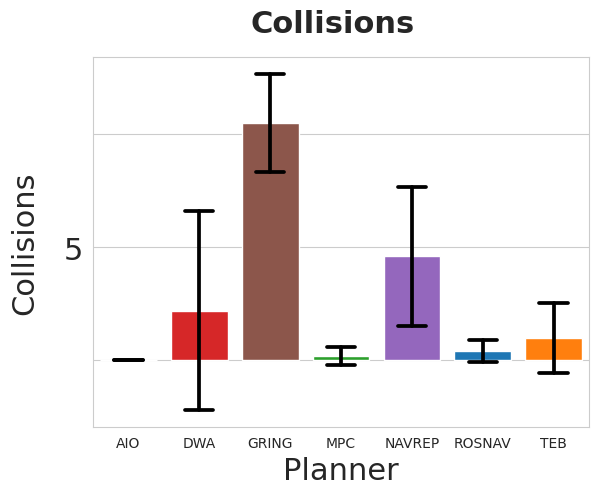 Collisions
Collisions
5
AIO DWA GRING MPC NAVREP ROSNAV TEB
Planner